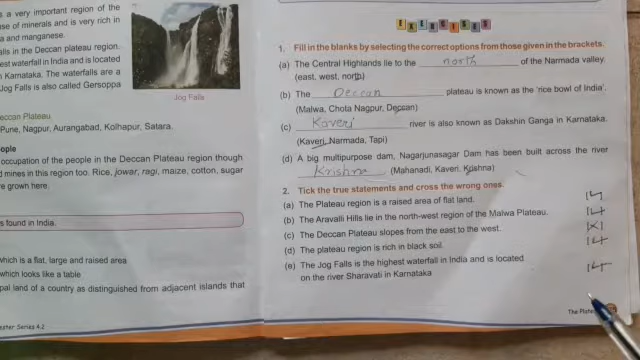 s a very important region of the
use of minerals and is very rich in
a and manganese.
alls in the Deccan plateau region.
est waterfall in India and is located
n Karnataka. The waterfalls are a
Jog Falls is also called Gersoppa
Jog Falls
eccan Plateau
Pune, Nagpur, Aurangabad, Kolhapur, Satara.
ople
occupation of the people in the Deccan Plateau region though
d mines in this region too. Rice, jowar, ragi, maize, cotton, sugar
re grown here.
s found in India.
which is a flat, large and raised area
which looks like a table
pal land of a country as distinguished from adjacent islands that
ester Series 4.2
EXERCISES
1. Fill in the blanks by selecting the correct options from those given in the brackets.
(a) The Central Highlands lie to the north of the Narmada valley.
(east, west, north)
(b) The Deccan plateau is known as the 'rice bowl of India'.
(Malwa, Chota Nagpur, Deccan)
(c) Kaveri river is also known as Dakshin Ganga in Karnataka.
(Kaveri, Narmada, Tapi)
(d) A big multipurpose dam, Nagarjunasagar Dam has been built across the river
Krishna (Mahanadi, Kaveri, Krishna)
2. Tick the true statements and cross the wrong ones.
(a) The Plateau region is a raised area of flat land.
(b) The Aravalli Hills lie in the north-west region of the Malwa Plateau.
(c) The Deccan Plateau slopes from the east to the west.
(d) The plateau region is rich in black soil.
(e) The Jog Falls is the highest waterfall in India and is located
on the river Sharavati in Karnataka
The Plate